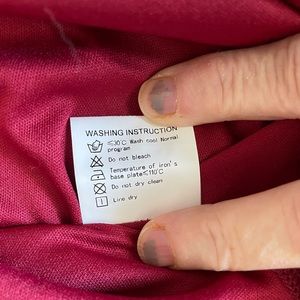 WASHING INSTRUCTION
≤30℃ Wash cool Normal
program
Do not bleach
Temperature of iron's
base plate≤110℃
Do not dry clean
Line dry